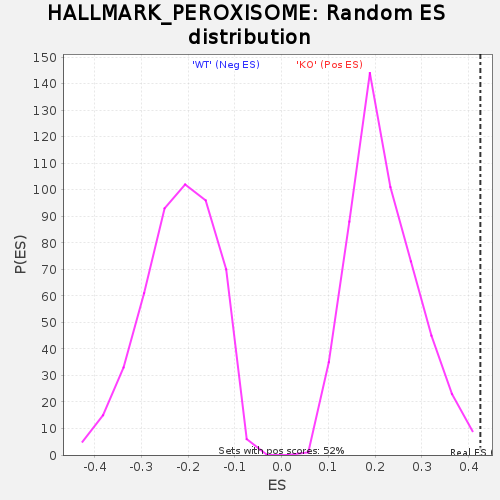 HALLMARK_PEROXISOME: Random ES
distribution
'WT' (Neg ES) 'KO' (Pos ES)
150
140
130
120
110
100
90
80
70
60
50
40
30
20
10
0
P(ES)
Sets with pos scores: 52% Real ES
-0.4 -0.3 -0.2 -0.1 0.0 0.1 0.2 0.3 0.4
ES